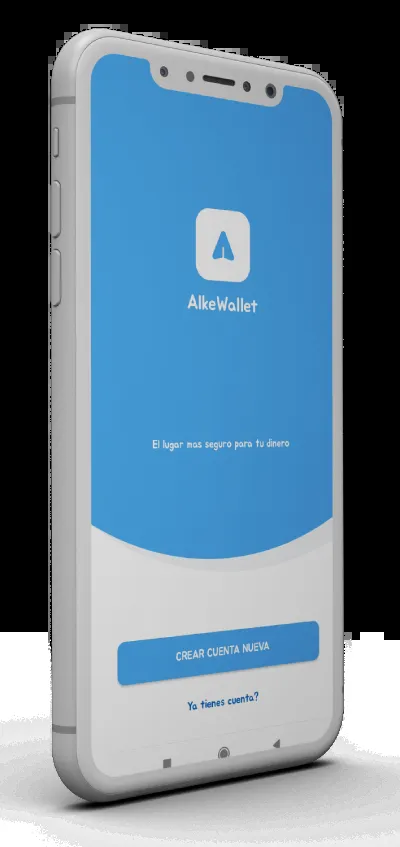 AlkeWallet
El lugar mas seguro para tu dinero
CREAR CUENTA NUEVA
Ya tienes cuenta?